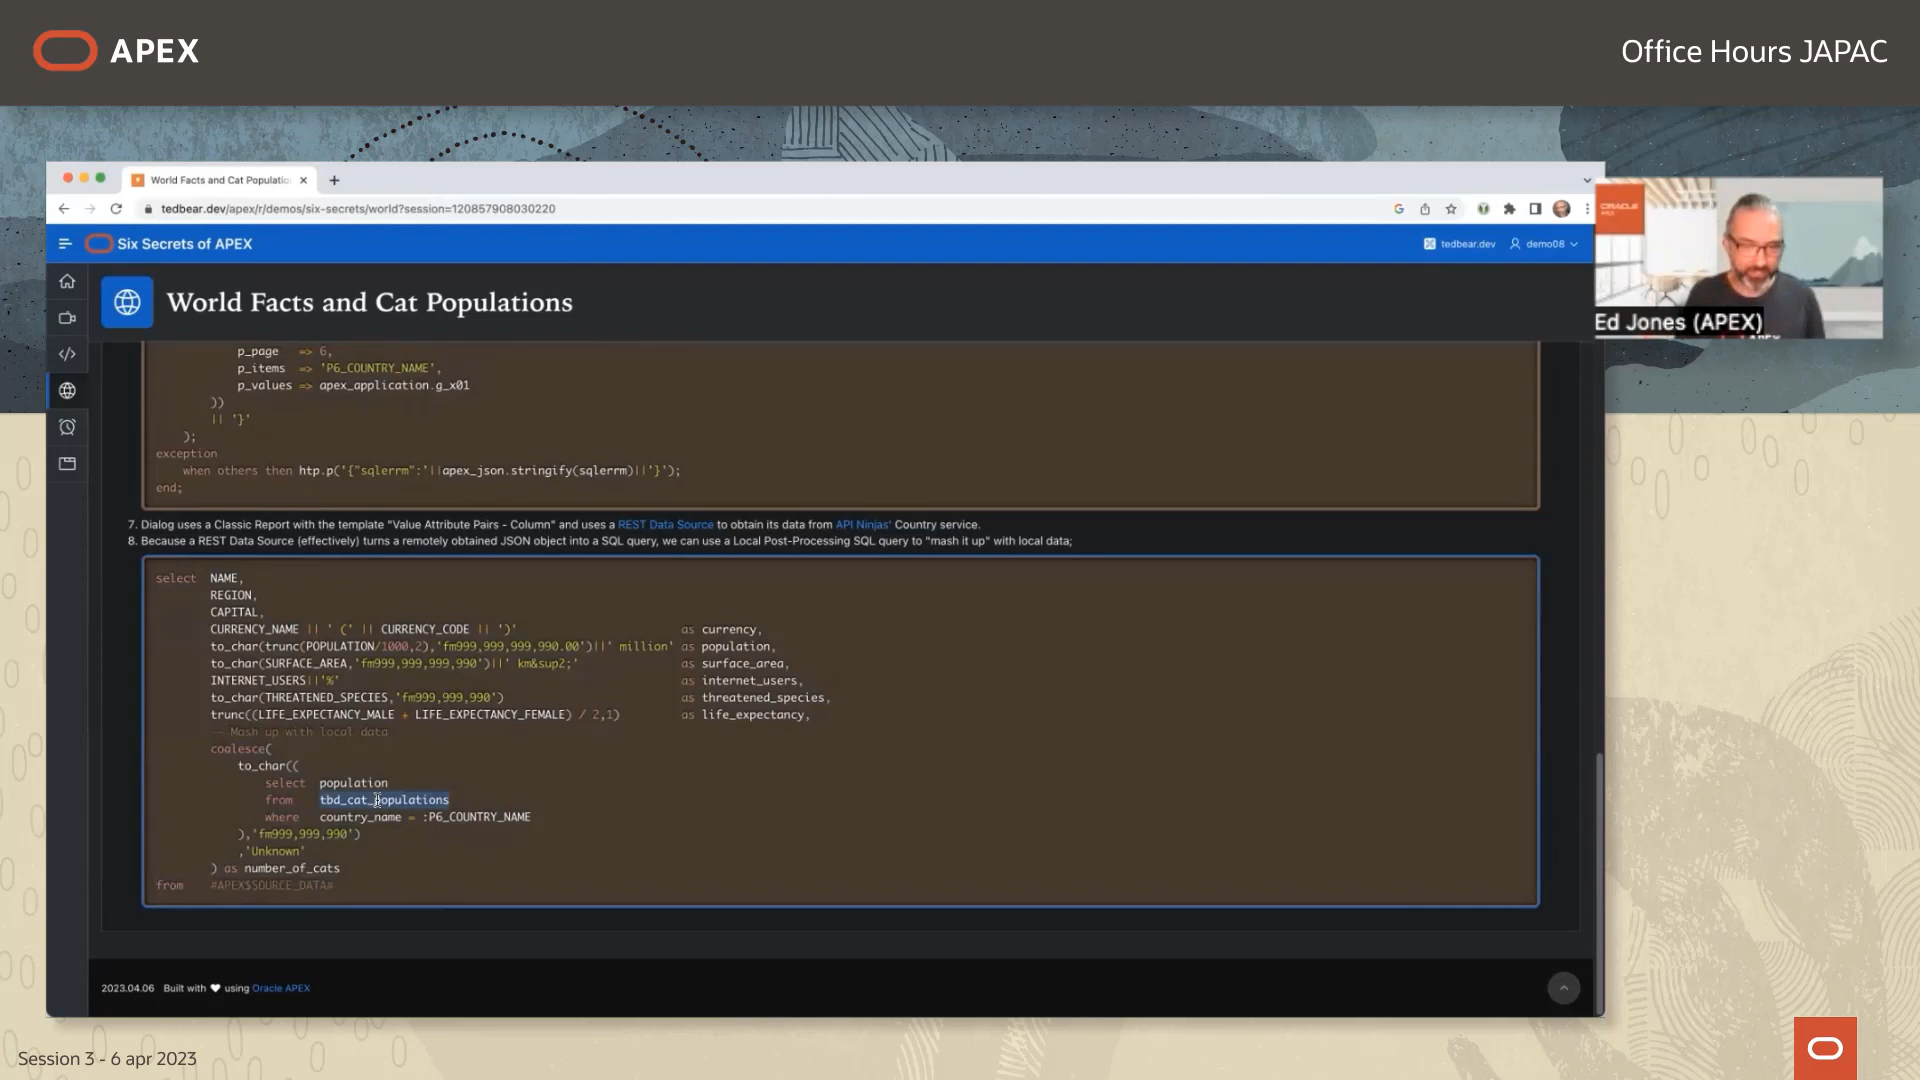 APEX
Office Hours JAPAC
World Facts and Cat Populatio
tedbear.dev/apex/r/demos/six-secrets/world?session=120857908030220
Six Secrets of APEX
tedbear.dev
demo08
ORACLE
Ed Jones (APEX)
World Facts and Cat Populations
p_page => 6,
p_items => 'P6_COUNTRY_NAME',
p_values => apex_application.g_x01
))
|| '}'
);
exception
when others then htp.p('{"sqlerrm":'||apex_json.stringify(sqlerrm)||'}');
end;
7. Dialog uses a Classic Report with the template "Value Attribute Pairs - Column" and uses a REST Data Source to obtain its data from API Ninjas' Country service.
8. Because a REST Data Source (effectively) turns a remotely obtained JSON object into a SQL query, we can use a Local Post-Processing SQL query to "mash it up" with local data;
select NAME,
REGION,
CAPITAL,
CURRENCY_NAME || ' (' || CURRENCY_CODE || ')' as currency,
to_char(trunc(POPULATION/1000,2),'fm999,999,999,990.00')||' million' as population,
to_char(SURFACE_AREA,'fm999,999,999,990')||' km&sup2;' as surface_area,
INTERNET_USERS||'%' as internet_users,
to_char(THREATENED_SPECIES,'fm999,999,990') as threatened_species,
trunc((LIFE_EXPECTANCY_MALE + LIFE_EXPECTANCY_FEMALE) / 2,1) as life_expectancy,
-- Mash up with local data
coalesce(
to_char((
select population
from tbd_cat_populations
where country_name = :P6_COUNTRY_NAME
),'fm999,999,990')
,'Unknown'
) as number_of_cats
from #APEX$SOURCE_DATA#
2023.04.06 Built with ♥ using Oracle APEX
Session 3 - 6 apr 2023